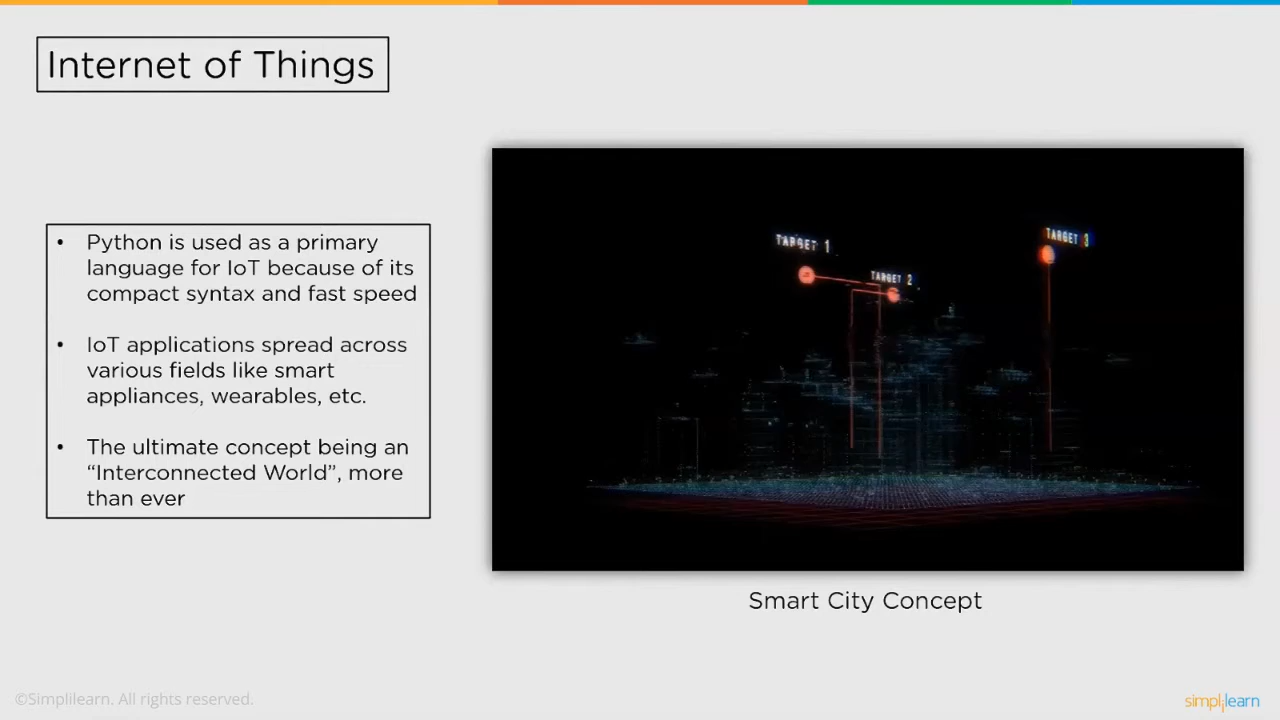 Internet of Things
• Python is used as a primary
language for IoT because of its
compact syntax and fast speed
• IoT applications spread across
various fields like smart
appliances, wearables, etc.
• The ultimate concept being an
“Interconnected World”, more
than ever
TARGET 1
TARGET 2
TARGET 3
Smart City Concept
©Simplilearn. All rights reserved.
simplilearn